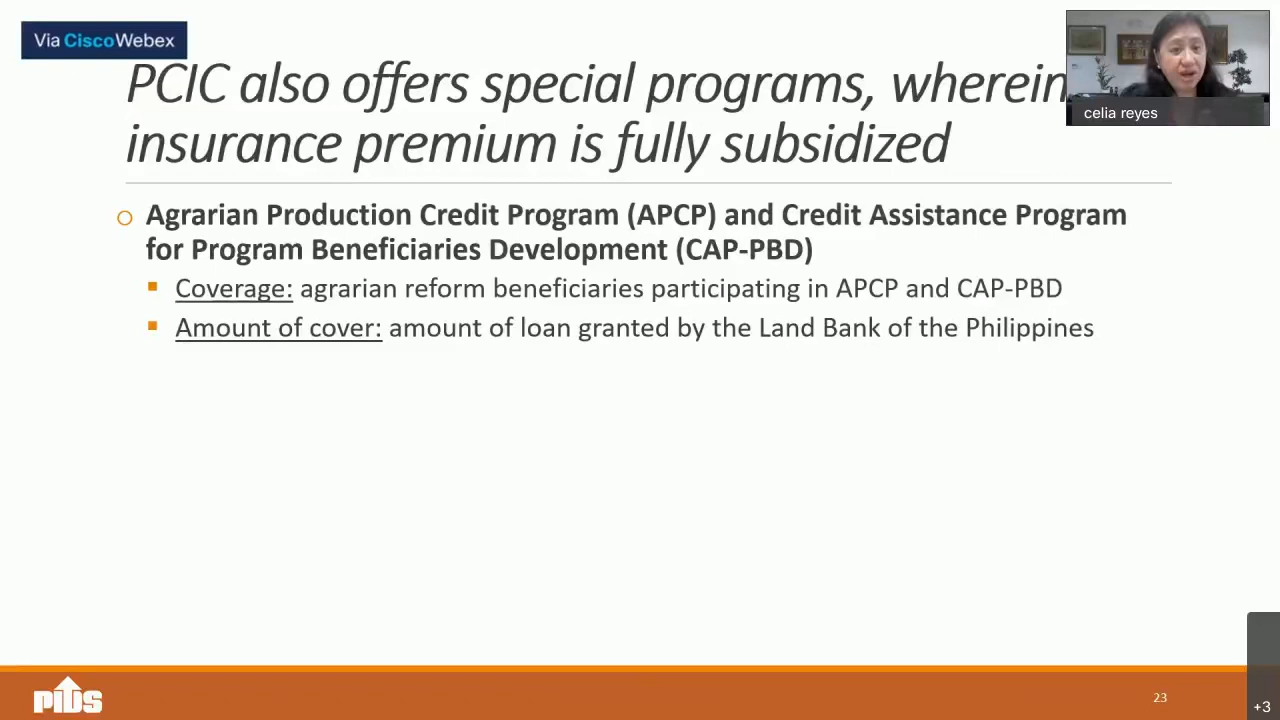 Via Cisco Webex
PCIC also offers special programs, wherein
insurance premium is fully subsidized
celia reyes
Agrarian Production Credit Program (APCP) and Credit Assistance Program
for Program Beneficiaries Development (CAP-PBD)
Coverage: agrarian reform beneficiaries participating in APCP and CAP-PBD
Amount of cover: amount of loan granted by the Land Bank of the Philippines
PIDS
23
+3